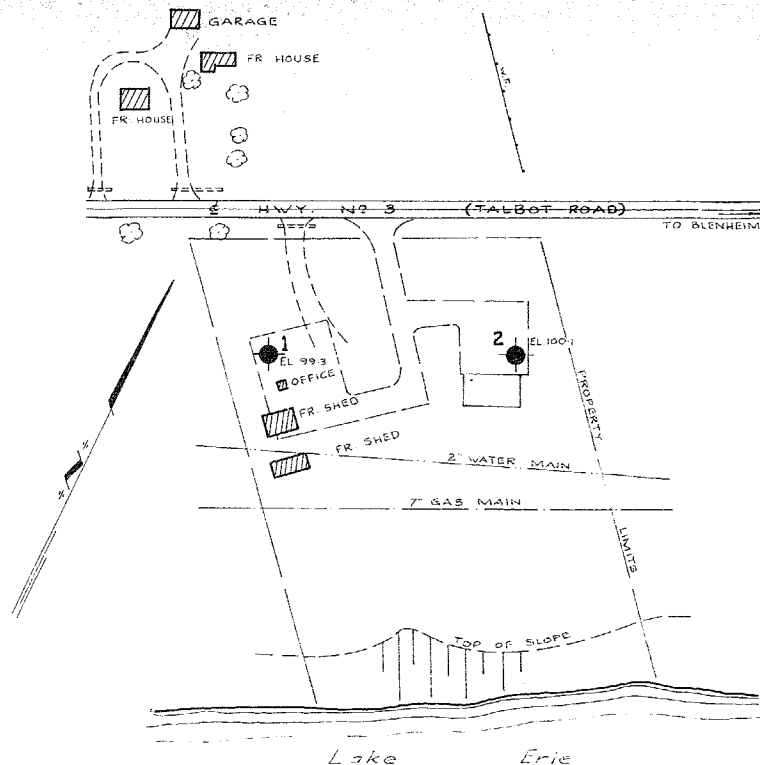 GARAGE
FR HOUSE
FR. HOUSE
W.F.
℄ HWY. Nº 3 (TALBOT ROAD)
TO BLENHEIM
1
EL 99.3
2
EL.100.1
OFFICE
FR. SHED
FR. SHED
PROPERTY
2" WATER MAIN
7" GAS MAIN
LIMITS
TOP OF SLOPE
Lake Erie